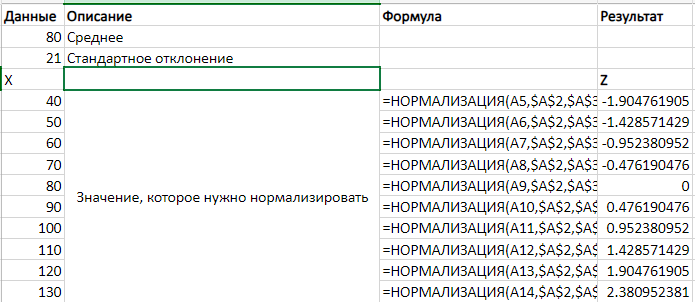 Данные Описание Формула Результат
80 Среднее
21 Стандартное отклонение
X Z
40 =НОРМАЛИЗАЦИЯ(A5,$A$2,$A$3 -1.904761905
50 =НОРМАЛИЗАЦИЯ(A6,$A$2,$A$3 -1.428571429
60 =НОРМАЛИЗАЦИЯ(A7,$A$2,$A$3 -0.952380952
70 =НОРМАЛИЗАЦИЯ(A8,$A$2,$A$3 -0.476190476
80 =НОРМАЛИЗАЦИЯ(A9,$A$2,$A$3 0
Значение, которое нужно нормализировать
90 =НОРМАЛИЗАЦИЯ(A10,$A$2,$A$ 0.476190476
100 =НОРМАЛИЗАЦИЯ(A11,$A$2,$A$ 0.952380952
110 =НОРМАЛИЗАЦИЯ(A12,$A$2,$A$ 1.428571429
120 =НОРМАЛИЗАЦИЯ(A13,$A$2,$A$ 1.904761905
130 =НОРМАЛИЗАЦИЯ(A14,$A$2,$A$ 2.380952381